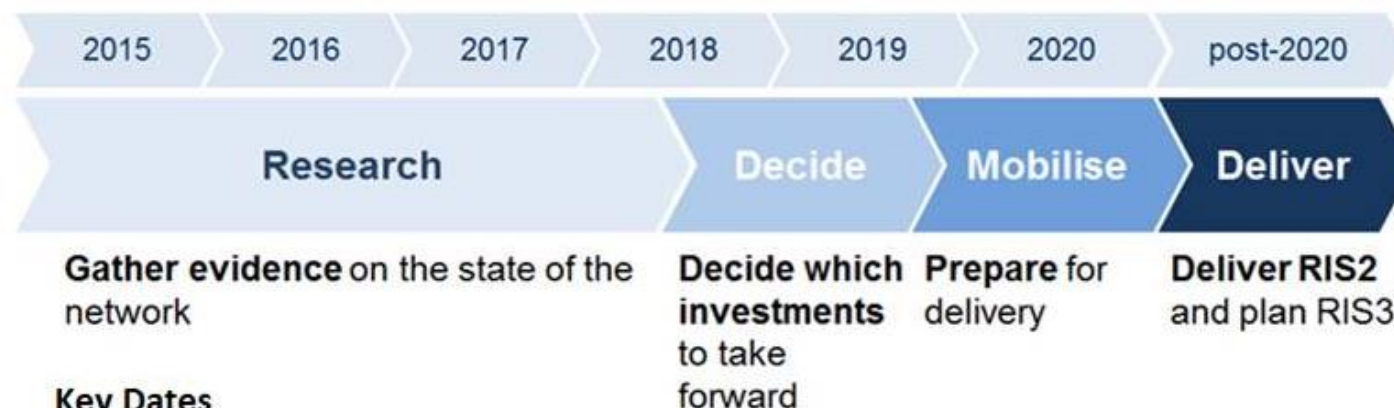 2015 2016 2017 2018 2019 2020 post-2020
Research Decide Mobilise Deliver
Gather evidence on the state of the
network
Decide which
investments
to take
forward
Prepare for
delivery
Deliver RIS2
and plan RIS3
Key Dates